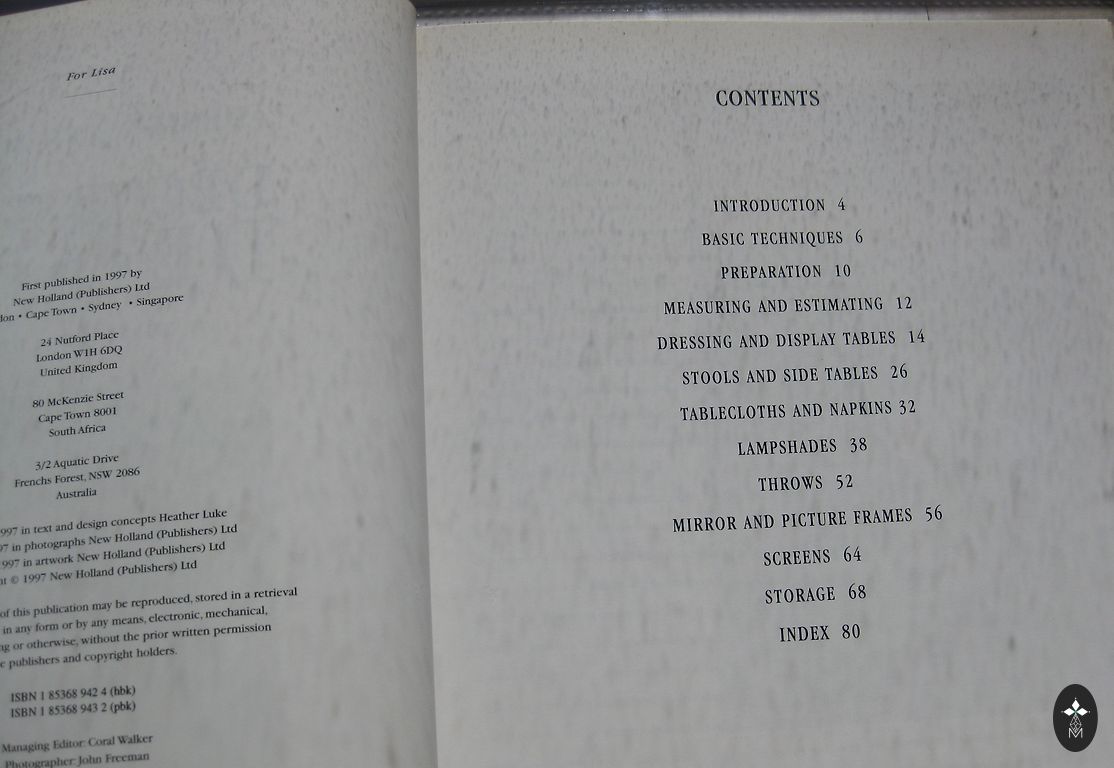 For Lisa
First published in 1997 by
New Holland (Publishers) Ltd
• Cape Town • Sydney • Singapore
24 Nutford Place
London W1H 6DQ
United Kingdom
80 McKenzie Street
Cape Town 8001
South Africa
3/2 Aquatic Drive
Frenchs Forest, NSW 2086
Australia
1997 in text and design concepts Heather Luke
in photographs New Holland (Publishers) Ltd
1997 in artwork New Holland (Publishers) Ltd
© 1997 New Holland (Publishers) Ltd
of this publication may be reproduced, stored in a retrieval
in any form or by any means, electronic, mechanical,
or otherwise, without the prior written permission
publishers and copyright holders.
ISBN 1 85368 942 4 (hbk)
ISBN 1 85368 943 2 (pbk)
Managing Editor: Coral Walker
Photographer: John Freeman
CONTENTS
INTRODUCTION 4
BASIC TECHNIQUES 6
PREPARATION 10
MEASURING AND ESTIMATING 12
DRESSING AND DISPLAY TABLES 14
STOOLS AND SIDE TABLES 26
TABLECLOTHS AND NAPKINS 32
LAMPSHADES 38
THROWS 52
MIRROR AND PICTURE FRAMES 56
SCREENS 64
STORAGE 68
INDEX 80
M